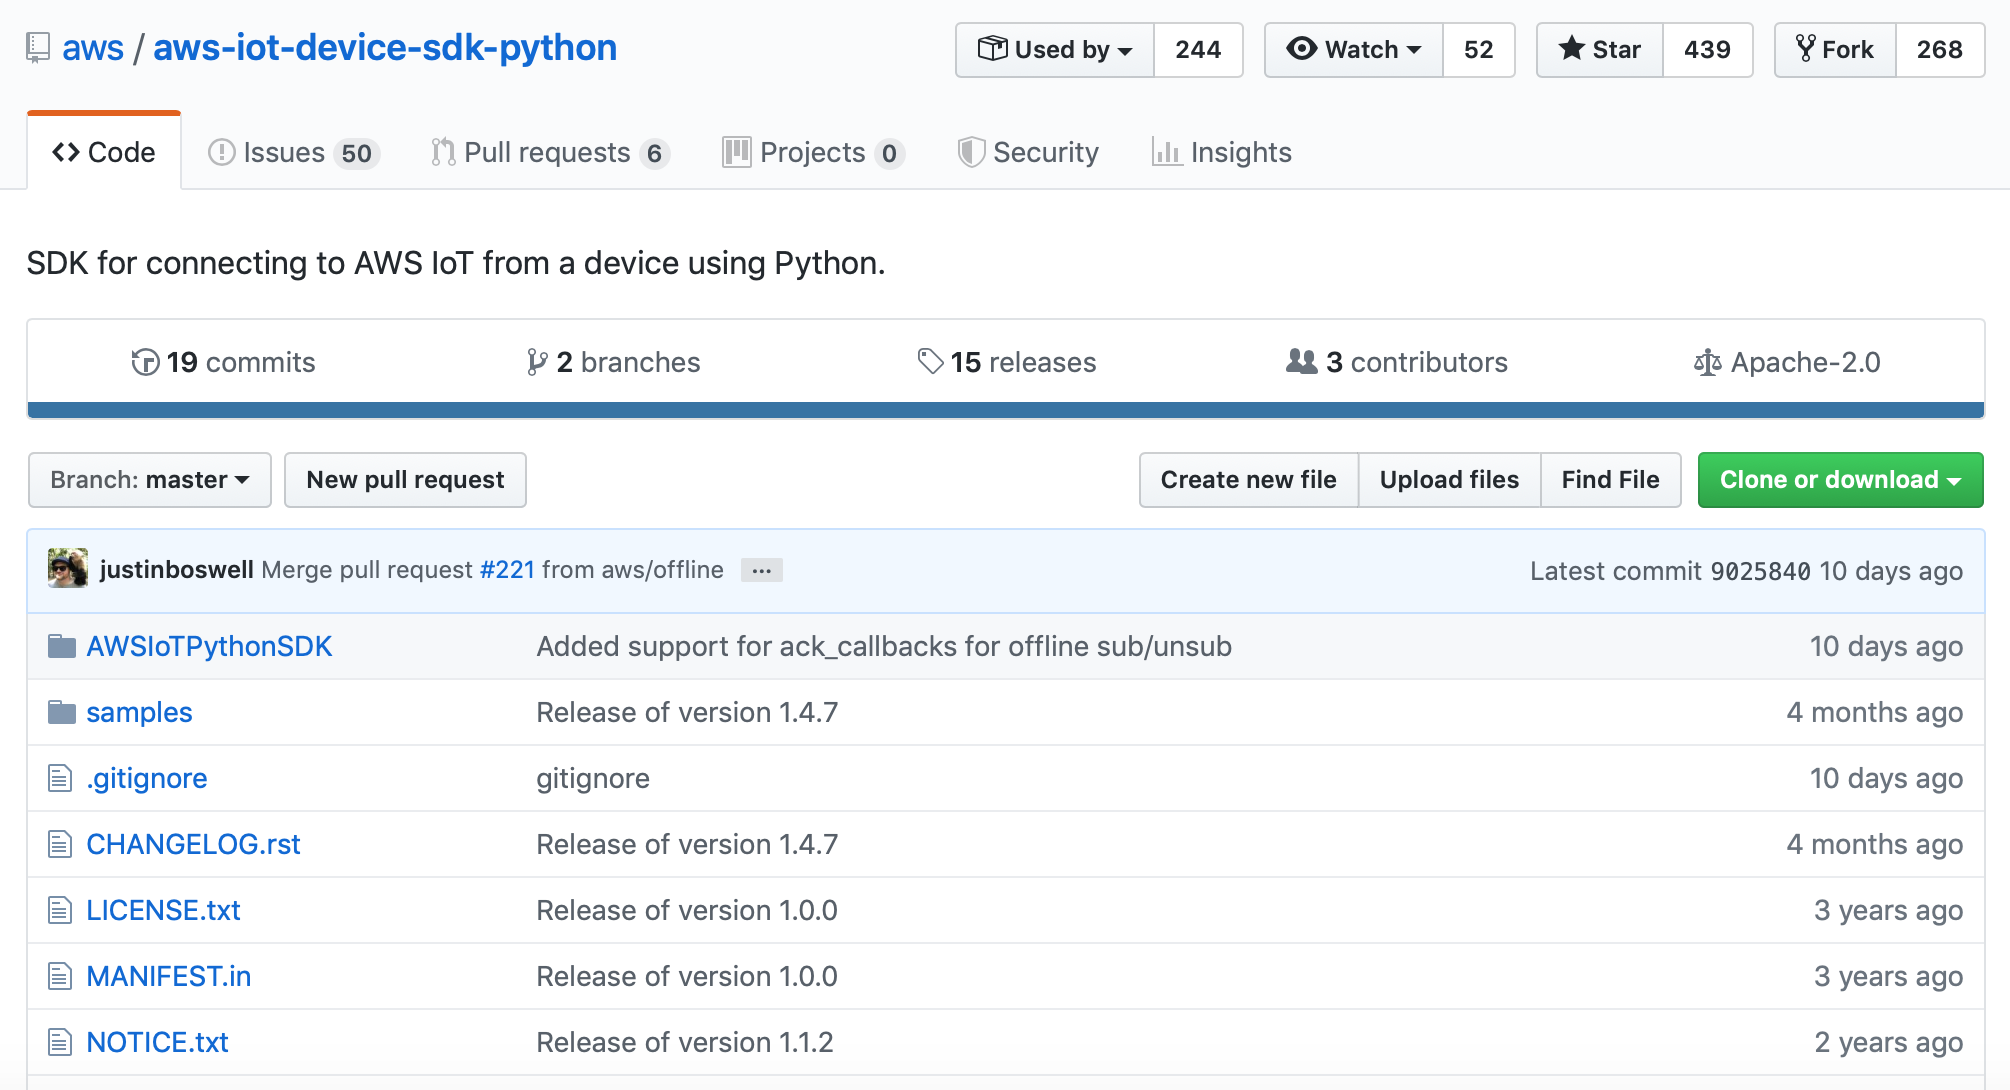 aws / aws-iot-device-sdk-python Used by 244 Watch 52 Star 439 Fork 268
Code Issues 50 Pull requests 6 Projects 0 Security Insights
SDK for connecting to AWS IoT from a device using Python.
19 commits 2 branches 15 releases 3 contributors Apache-2.0
Branch: master New pull request Create new file Upload files Find File Clone or download
justinboswell Merge pull request #221 from aws/offline ... Latest commit 9025840 10 days ago
AWSIoTPythonSDK Added support for ack_callbacks for offline sub/unsub 10 days ago
samples Release of version 1.4.7 4 months ago
.gitignore gitignore 10 days ago
CHANGELOG.rst Release of version 1.4.7 4 months ago
LICENSE.txt Release of version 1.0.0 3 years ago
MANIFEST.in Release of version 1.0.0 3 years ago
NOTICE.txt Release of version 1.1.2 2 years ago